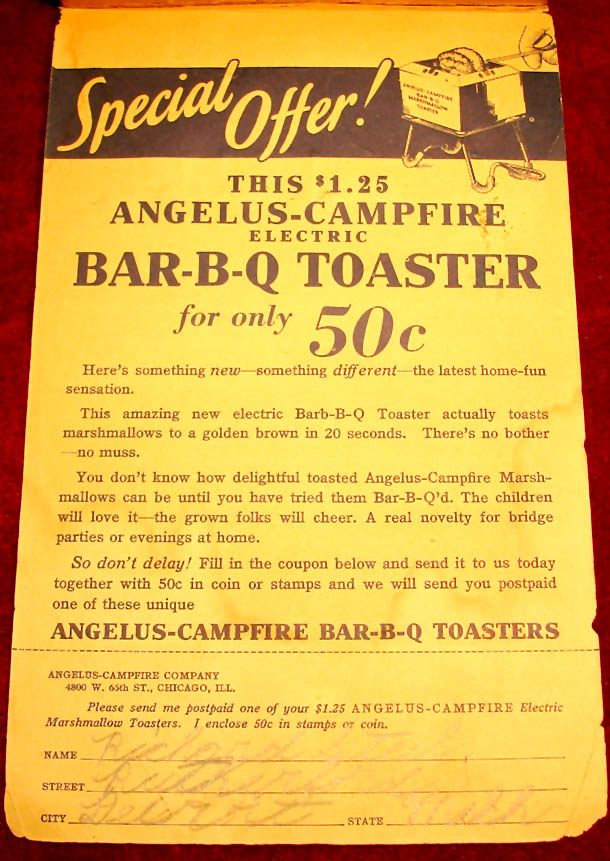 Special Offer!
ANGELUS-CAMPFIRE
BAR-B-Q
MARSHMALLOW
TOASTER
THIS $1.25
ANGELUS-CAMPFIRE
ELECTRIC
BAR-B-Q TOASTER
for only 50c
Here's something new—something different—the latest home-fun
sensation.
This amazing new electric Barb-B-Q Toaster actually toasts
marshmallows to a golden brown in 20 seconds. There's no bother
—no muss.
You don't know how delightful toasted Angelus-Campfire Marsh-
mallows can be until you have tried them Bar-B-Q'd. The children
will love it—the grown folks will cheer. A real novelty for bridge
parties or evenings at home.
So don't delay! Fill in the coupon below and send it to us today
together with 50c in coin or stamps and we will send you postpaid
one of these unique
ANGELUS-CAMPFIRE BAR-B-Q TOASTERS
ANGELUS-CAMPFIRE COMPANY
4800 W. 65th ST., CHICAGO, ILL.
Please send me postpaid one of your $1.25 ANGELUS-CAMPFIRE Electric
Marshmallow Toasters. I enclose 50c in stamps or coin.
NAME Richard
STREET
CITY Detroit STATE